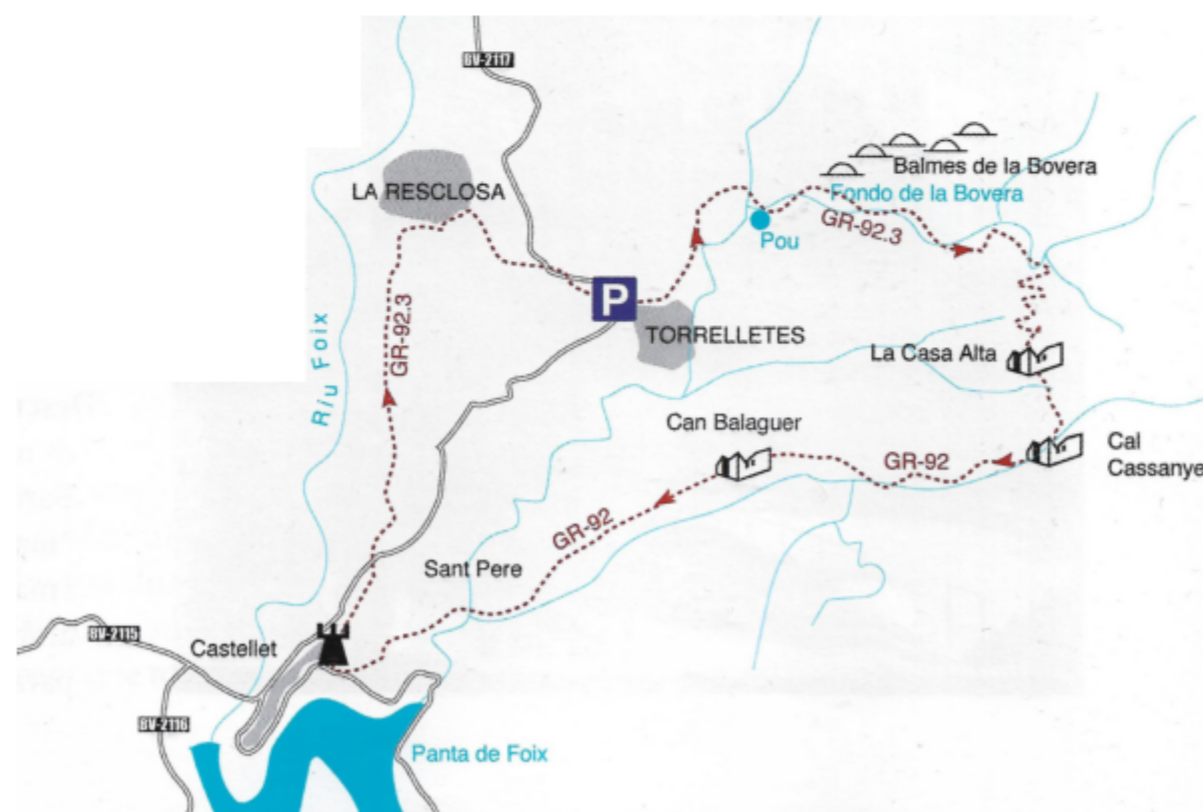 BV-2117
Balmes de la Bovera
LA RESCLOSA
Fondo de la Bovera
GR-92.3
Pou
P
TORRELLETES
Riu Foix
GR-92.3
La Casa Alta
Can Balaguer
GR-92
Cal
Cassanye
GR-92
Sant Pere
BV-2115
Castellet
BV-2116
Panta de Foix